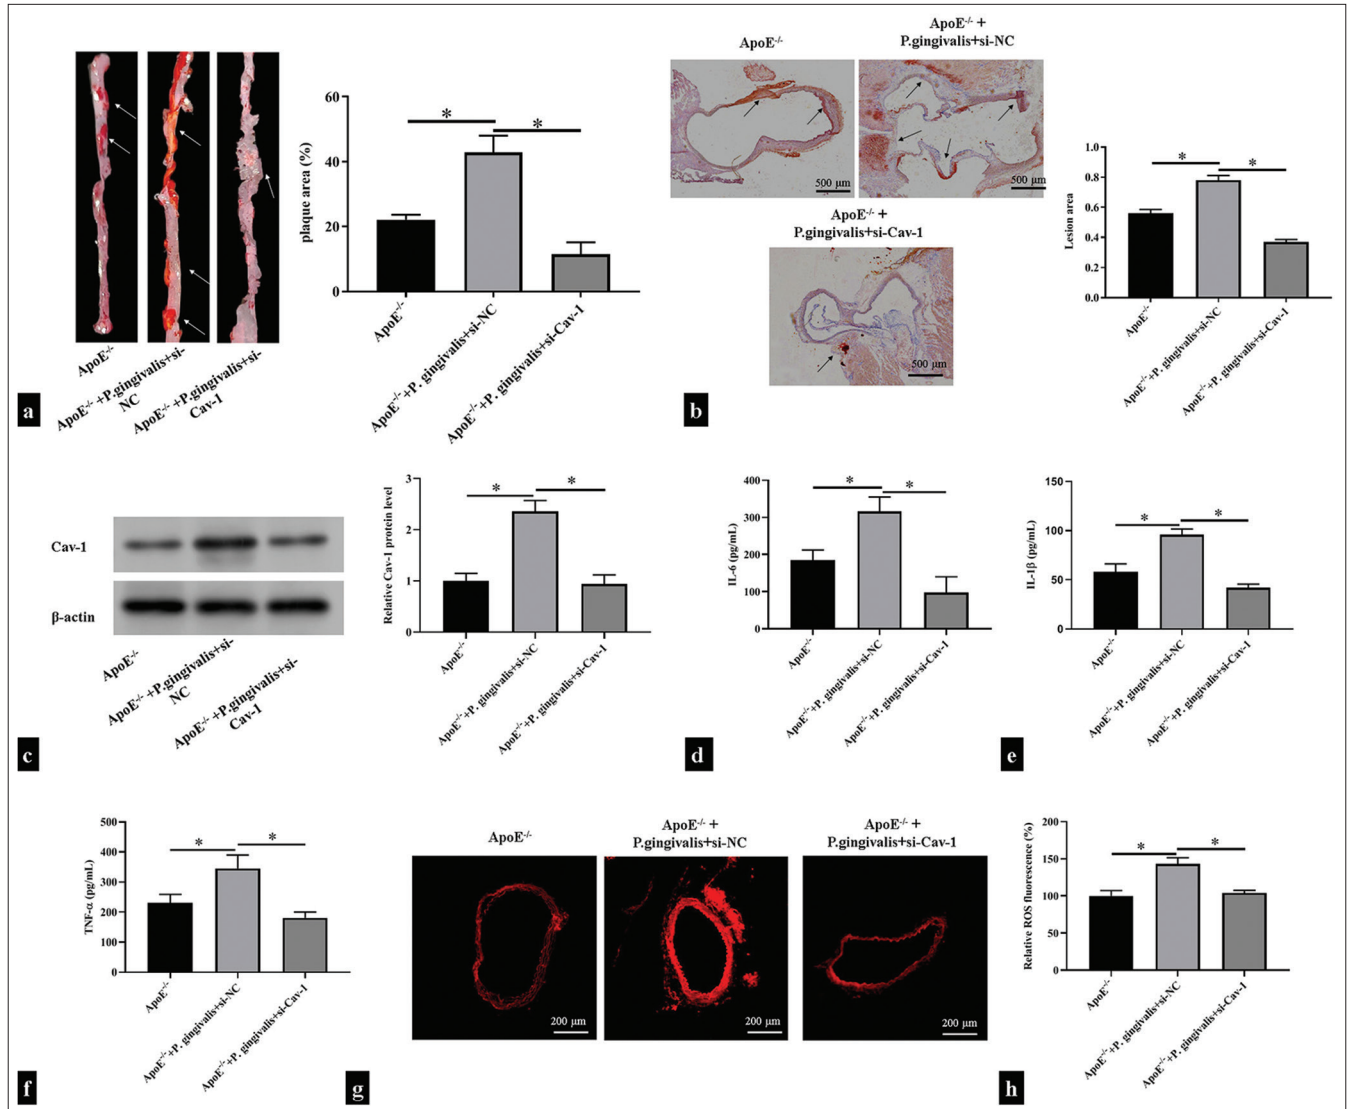 ApoE-/-
ApoE-/- +P.gingivalis+si-
NC
ApoE-/- +P.gingivalis+si-
Cav-1
a
plaque area (%)
60
40
20
0
*
*
ApoE-/-
ApoE-/-+P. gingivalis+si-NC
ApoE-/-+P. gingivalis+si-Cav-1
ApoE-/-
ApoE-/- +
P.gingivalis+si-NC
500 µm
500 µm
ApoE-/- +
P.gingivalis+si-Cav-1
500 µm
b
Lesion area
1.0
0.8
0.6
0.4
0.2
0.0
*
*
ApoE-/-
ApoE-/-+P. gingivalis+si-NC
ApoE-/-+P. gingivalis+si-Cav-1
Cav-1
β-actin
ApoE-/-
ApoE-/- +P.gingivalis+si-
NC
ApoE-/- +P.gingivalis+si-
Cav-1
c
Relative Cav-1 protein level
3
2
1
0
*
*
ApoE-/-
ApoE-/-+P. gingivalis+si-NC
ApoE-/-+P. gingivalis+si-Cav-1
d
IL-6 (pg/mL)
400
300
200
100
0
*
*
ApoE-/-
ApoE-/-+P. gingivalis+si-NC
ApoE-/-+P. gingivalis+si-Cav-1
e
IL-1β (pg/mL)
150
100
50
0
*
*
ApoE-/-
ApoE-/-+P. gingivalis+si-NC
ApoE-/-+P. gingivalis+si-Cav-1
f
TNF-α (pg/mL)
500
400
300
200
100
0
*
*
ApoE-/-
ApoE-/-+P. gingivalis+si-NC
ApoE-/-+P. gingivalis+si-Cav-1
g
ApoE-/-
ApoE-/- +
P.gingivalis+si-NC
ApoE-/- +
P.gingivalis+si-Cav-1
200 µm
200 µm
200 µm
h
Relative ROS fluorescence (%)
200
150
100
50
0
*
*
ApoE-/-
ApoE-/-+P. gingivalis+si-NC
ApoE-/-+P. gingivalis+si-Cav-1